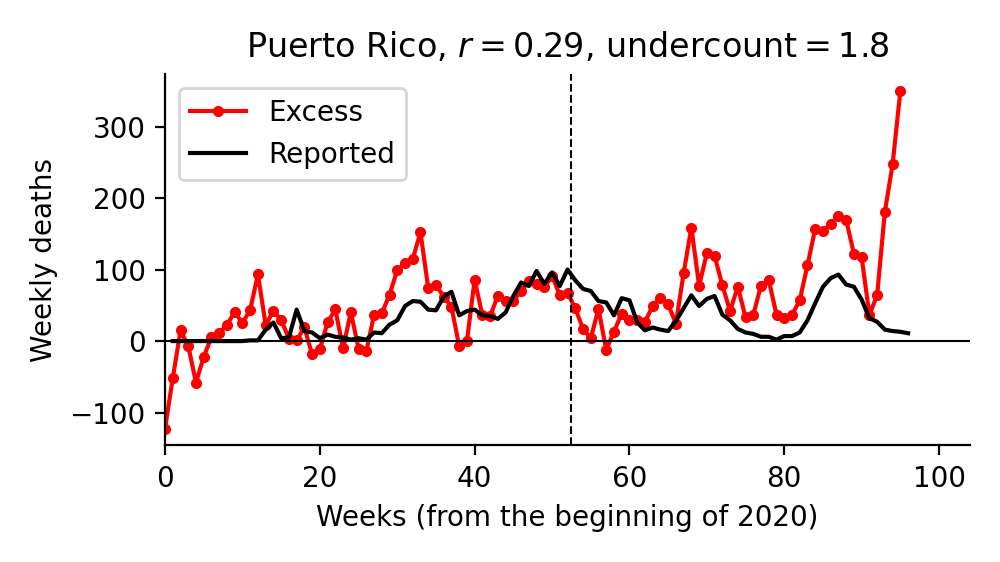 Puerto Rico, r = 0.29, undercount = 1.8
Excess
Reported
Weekly deaths
300
200
100
0
−100
0 20 40 60 80 100
Weeks (from the beginning of 2020)